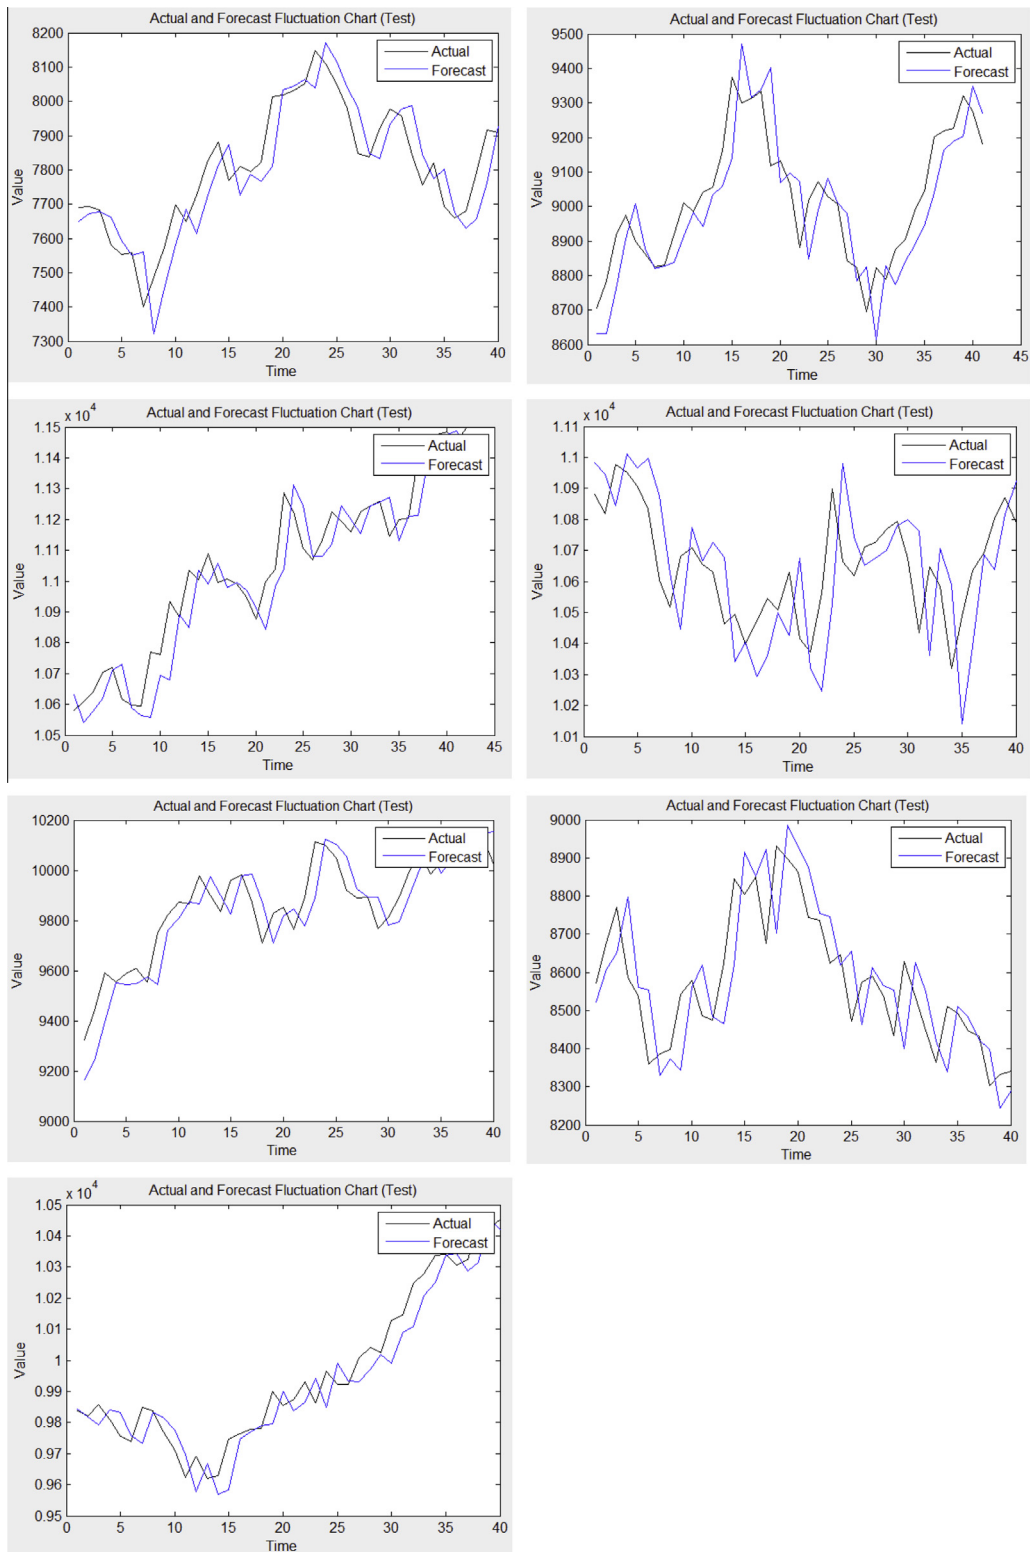 Actual and Forecast Fluctuation Chart (Test)
8200
8100
8000
7900
7800
7700
7600
7500
7400
7300
Value
0 5 10 15 20 25 30 35 40
Time
Actual
Forecast
Actual and Forecast Fluctuation Chart (Test)
9500
9400
9300
9200
9100
9000
8900
8800
8700
8600
Value
0 5 10 15 20 25 30 35 40 45
Time
Actual
Forecast
Actual and Forecast Fluctuation Chart (Test)
x 10^4
1.15
1.14
1.13
1.12
1.11
1.1
1.09
1.08
1.07
1.06
1.05
Value
0 5 10 15 20 25 30 35 40 45
Time
Actual
Forecast
Actual and Forecast Fluctuation Chart (Test)
x 10^4
1.11
1.1
1.09
1.08
1.07
1.06
1.05
1.04
1.03
1.02
1.01
Value
0 5 10 15 20 25 30 35 40
Time
Actual
Forecast
Actual and Forecast Fluctuation Chart (Test)
10200
10000
9800
9600
9400
9200
9000
Value
0 5 10 15 20 25 30 35 40
Time
Actual
Forecast
Actual and Forecast Fluctuation Chart (Test)
9000
8900
8800
8700
8600
8500
8400
8300
8200
Value
0 5 10 15 20 25 30 35 40
Time
Actual
Forecast
Actual and Forecast Fluctuation Chart (Test)
x 10^4
1.05
1.04
1.03
1.02
1.01
1
0.99
0.98
0.97
0.96
0.95
Value
0 5 10 15 20 25 30 35 40
Time
Actual
Forecast